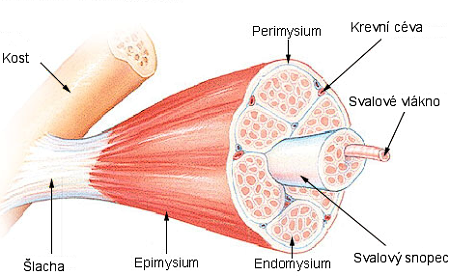 Perimysium
Krevní céva
Kost
Svalové vlákno
Šlacha
Epimysium
Endomysium
Svalový snopec